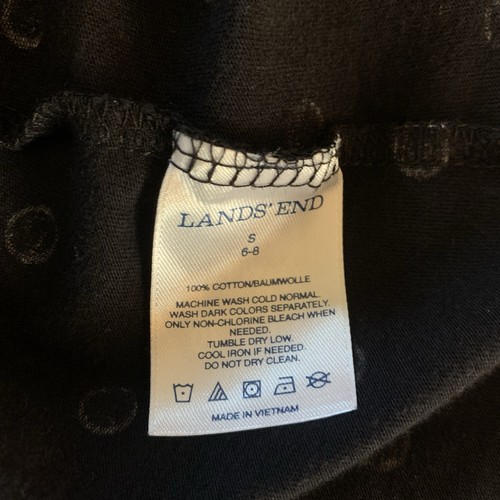 LANDS' END
S
6-8
100% COTTON/BAUMWOLLE
MACHINE WASH COLD NORMAL.
WASH DARK COLORS SEPARATELY.
ONLY NON-CHLORINE BLEACH WHEN
NEEDED.
TUMBLE DRY LOW.
COOL IRON IF NEEDED.
DO NOT DRY CLEAN.
MADE IN VIETNAM